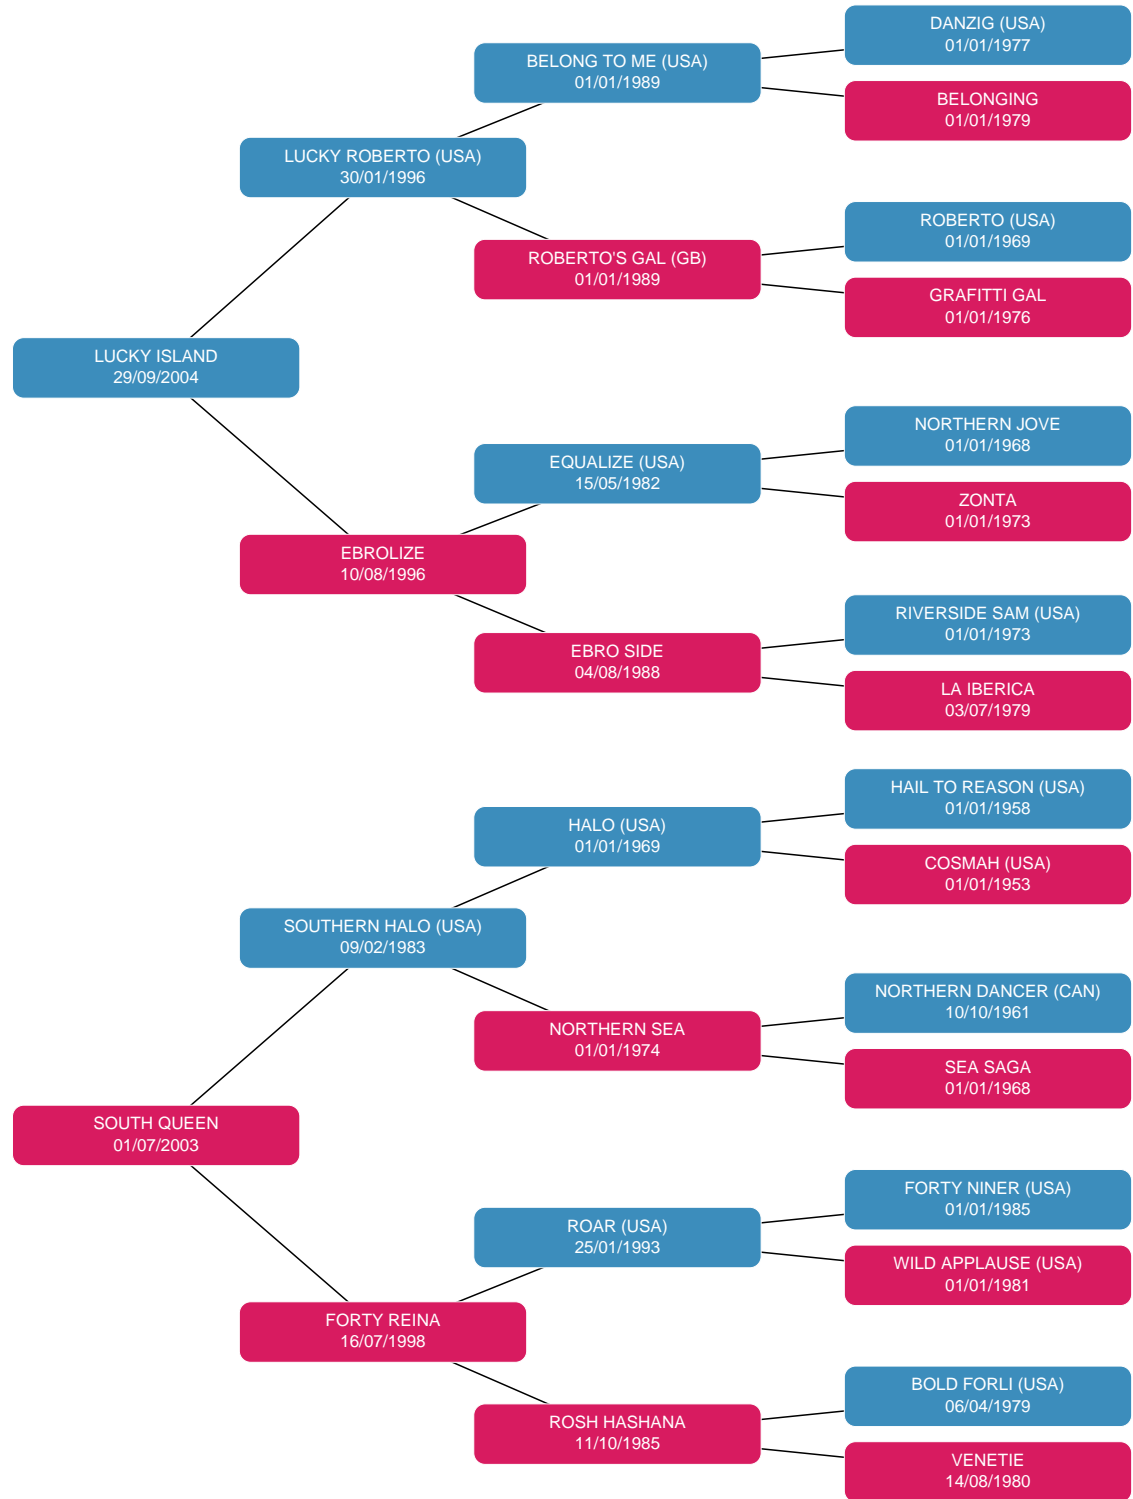 DANZIG (USA)
01/01/1977
BELONG TO ME (USA)
01/01/1989
BELONGING
01/01/1979
LUCKY ROBERTO (USA)
30/01/1996
ROBERTO (USA)
01/01/1969
ROBERTO'S GAL (GB)
01/01/1989
GRAFITTI GAL
01/01/1976
LUCKY ISLAND
29/09/2004
NORTHERN JOVE
01/01/1968
EQUALIZE (USA)
15/05/1982
ZONTA
01/01/1973
EBROLIZE
10/08/1996
RIVERSIDE SAM (USA)
01/01/1973
EBRO SIDE
04/08/1988
LA IBERICA
03/07/1979
HAIL TO REASON (USA)
01/01/1958
HALO (USA)
01/01/1969
COSMAH (USA)
01/01/1953
SOUTHERN HALO (USA)
09/02/1983
NORTHERN DANCER (CAN)
10/10/1961
NORTHERN SEA
01/01/1974
SEA SAGA
01/01/1968
SOUTH QUEEN
01/07/2003
FORTY NINER (USA)
01/01/1985
ROAR (USA)
25/01/1993
WILD APPLAUSE (USA)
01/01/1981
FORTY REINA
16/07/1998
BOLD FORLI (USA)
06/04/1979
ROSH HASHANA
11/10/1985
VENETIE
14/08/1980